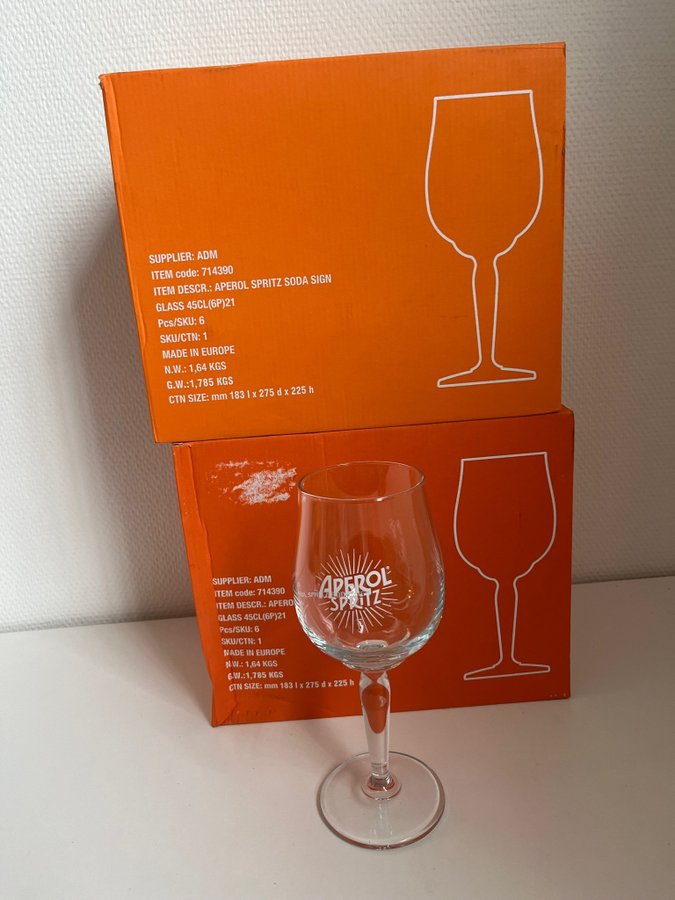 SUPPLIER: ADM
ITEM code: 714390
ITEM DESCR.: APEROL SPRITZ SODA SIGN
GLASS 45CL(6P)21
Pcs/SKU: 6
SKU/CTN: 1
MADE IN EUROPE
N.W.: 1,64 KGS
G.W.:1,785 KGS
CTN SIZE: mm 183 l x 275 d x 225 h
SUPPLIER: ADM
ITEM code: 714390
ITEM DESCR.: APERO
GLASS 45CL(6P)21
Pcs/SKU: 6
SKU/CTN: 1
MADE IN EUROPE
N.W.: 1,64 KGS
G.W.:1,785 KGS
CTN SIZE: mm 183 l x 275 d x 225 h
APEROL
SPRITZ